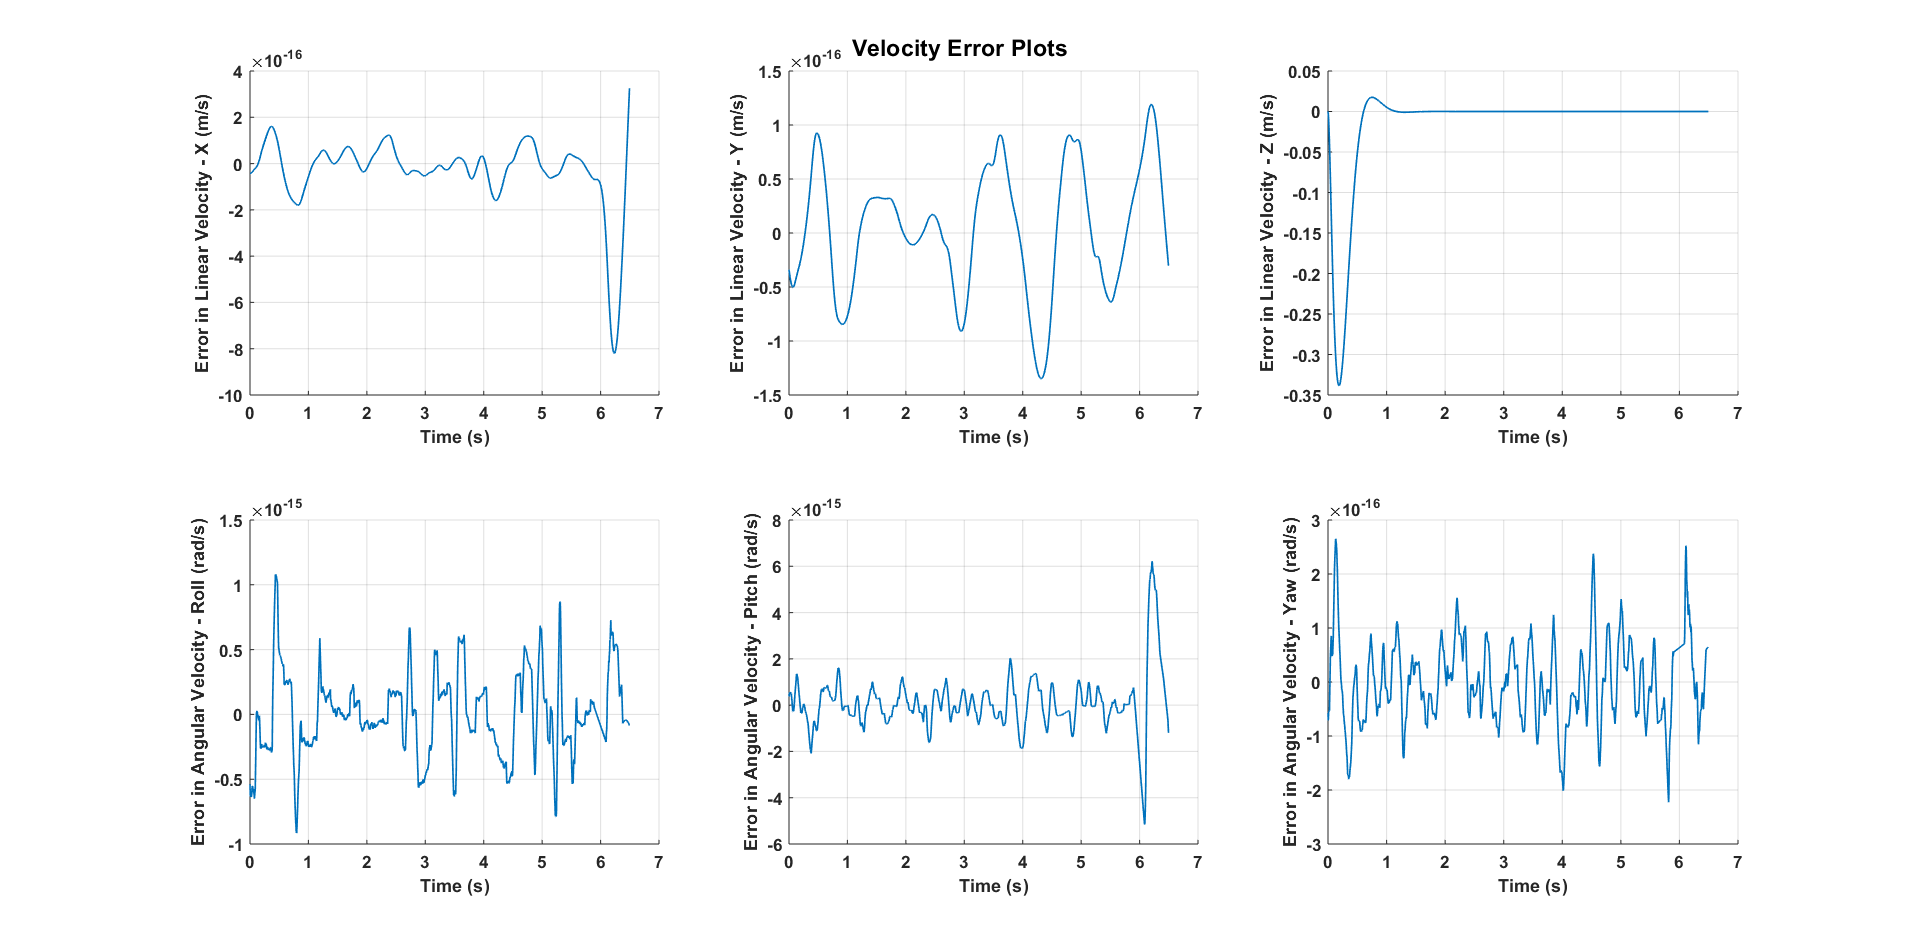 Velocity Error Plots
×10-16
4
2
0
-2
-4
-6
-8
-10
0 1 2 3 4 5 6 7
Time (s)
Error in Linear Velocity - X (m/s)
×10-16
1.5
1
0.5
0
-0.5
-1
-1.5
0 1 2 3 4 5 6 7
Time (s)
Error in Linear Velocity - Y (m/s)
0.05
0
-0.05
-0.1
-0.15
-0.2
-0.25
-0.3
-0.35
0 1 2 3 4 5 6 7
Time (s)
Error in Linear Velocity - Z (m/s)
×10-15
1.5
1
0.5
0
-0.5
-1
0 1 2 3 4 5 6 7
Time (s)
Error in Angular Velocity - Roll (rad/s)
×10-15
8
6
4
2
0
-2
-4
-6
0 1 2 3 4 5 6 7
Time (s)
Error in Angular Velocity - Pitch (rad/s)
×10-16
3
2
1
0
-1
-2
-3
0 1 2 3 4 5 6 7
Time (s)
Error in Angular Velocity - Yaw (rad/s)